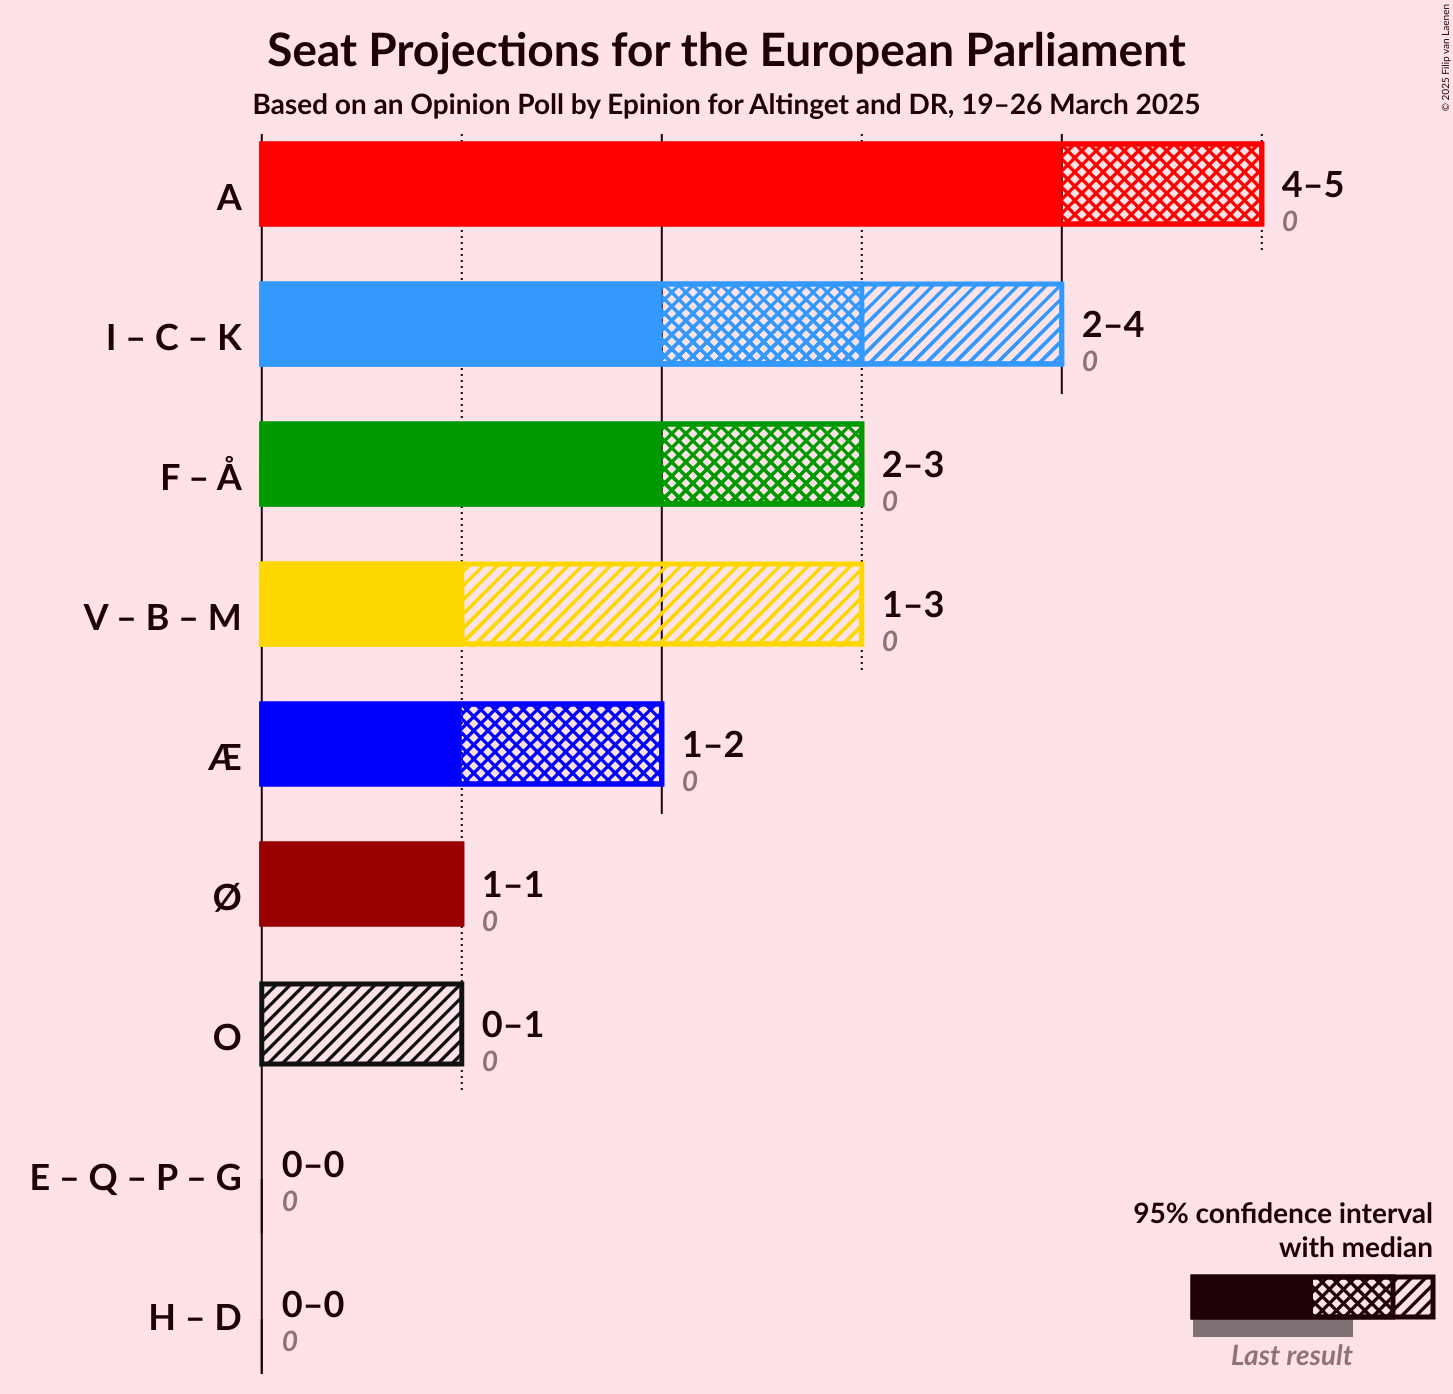 Seat Projections for the European Parliament
Based on an Opinion Poll by Epinion for Altinget and DR, 19–26 March 2025
© 2025 Filip van Laenen
A
4–5
0
I – C – K
2–4
0
F – Å
2–3
0
V – B – M
1–3
0
Æ
1–2
0
Ø
1–1
0
O
0–1
0
E – Q – P – G
0–0
0
H – D
0–0
0
95% confidence interval
with median
Last result